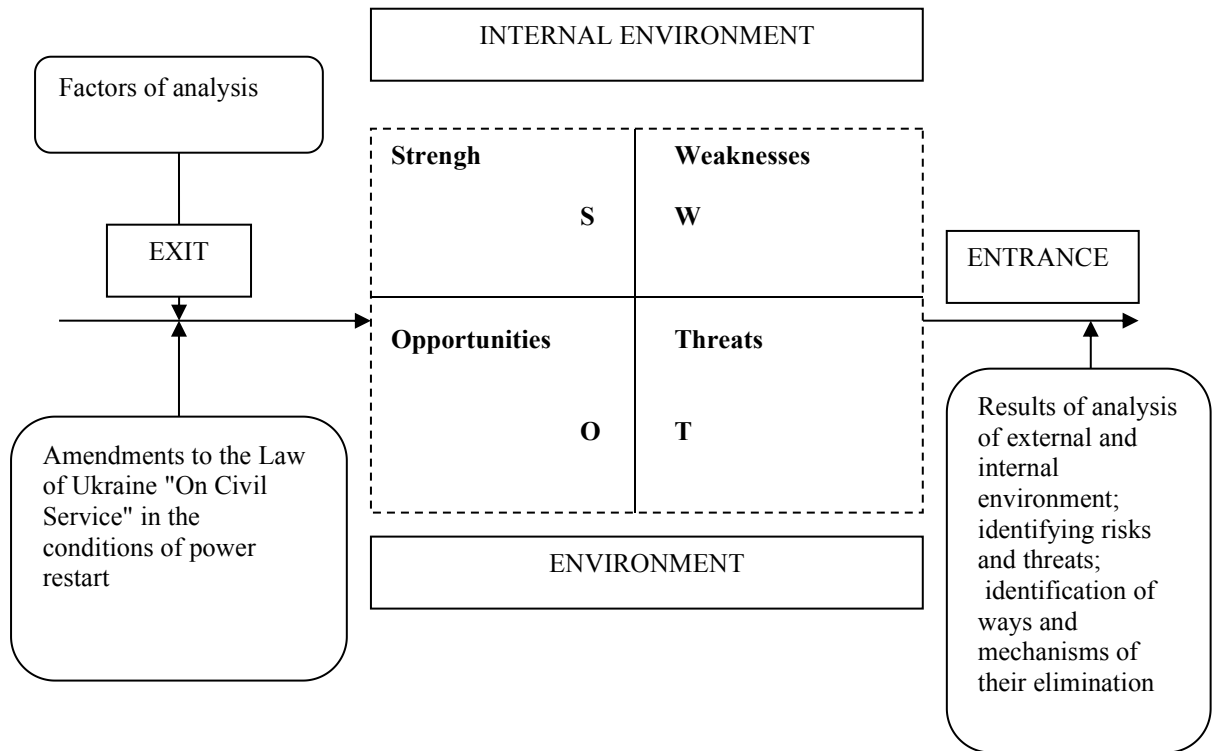 INTERNAL ENVIRONMENT
Factors of analysis
Strengh
Weaknesses
S
W
EXIT
ENTRANCE
Opportunities
Threats
O
T
Amendments to the Law
of Ukraine "On Civil
Service" in the
conditions of power
restart
Results of analysis
of external and
internal
environment;
identifying risks
and threats;
identification of
ways and
mechanisms of
their elimination
ENVIRONMENT